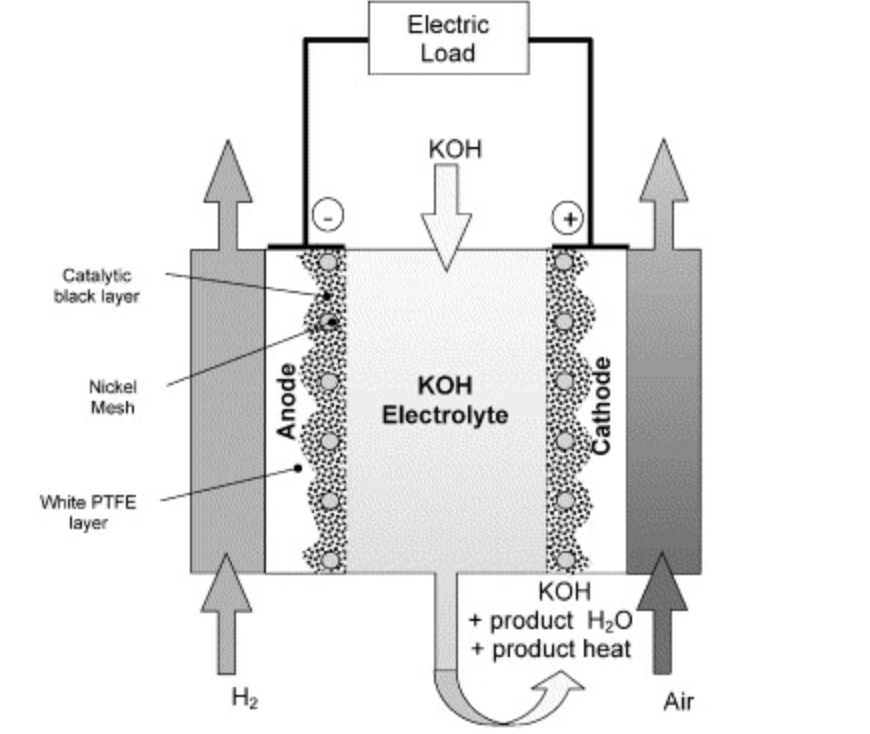 Electric
Load
KOH
-
+
Catalytic
black layer
Nickel
Mesh
Anode
KOH
Electrolyte
Cathode
White PTFE
layer
KOH
+ product H₂O
+ product heat
H₂
Air